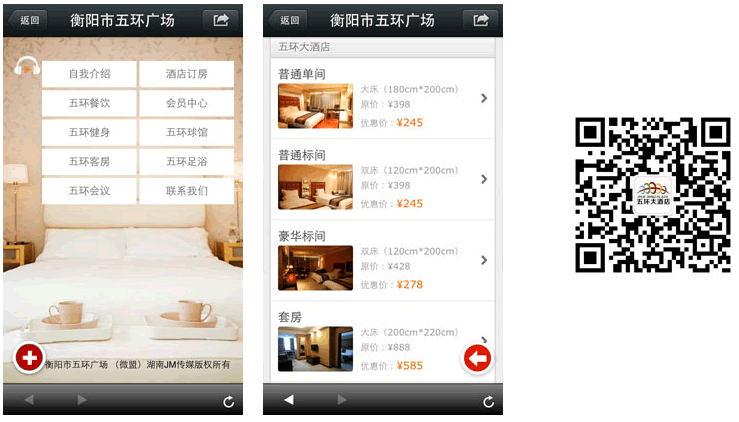 返回
衡阳市五环广场
自我介绍
酒店订房
五环餐饮
会员中心
五环健身
五环球馆
五环客房
五环足浴
五环会议
联系我们
衡阳市五环广场 （微盟）湖南JM传媒版权所有
返回
衡阳市五环广场
五环大酒店
普通单间
大床（180cm*200cm）
原价：¥398
优惠价：¥245
普通标间
双床（120cm*200cm）
原价：¥398
优惠价：¥245
豪华标间
双床（120cm*200cm）
原价：¥428
优惠价：¥278
套房
大床（200cm*220cm）
原价：¥888
优惠价：¥585
五环大酒店